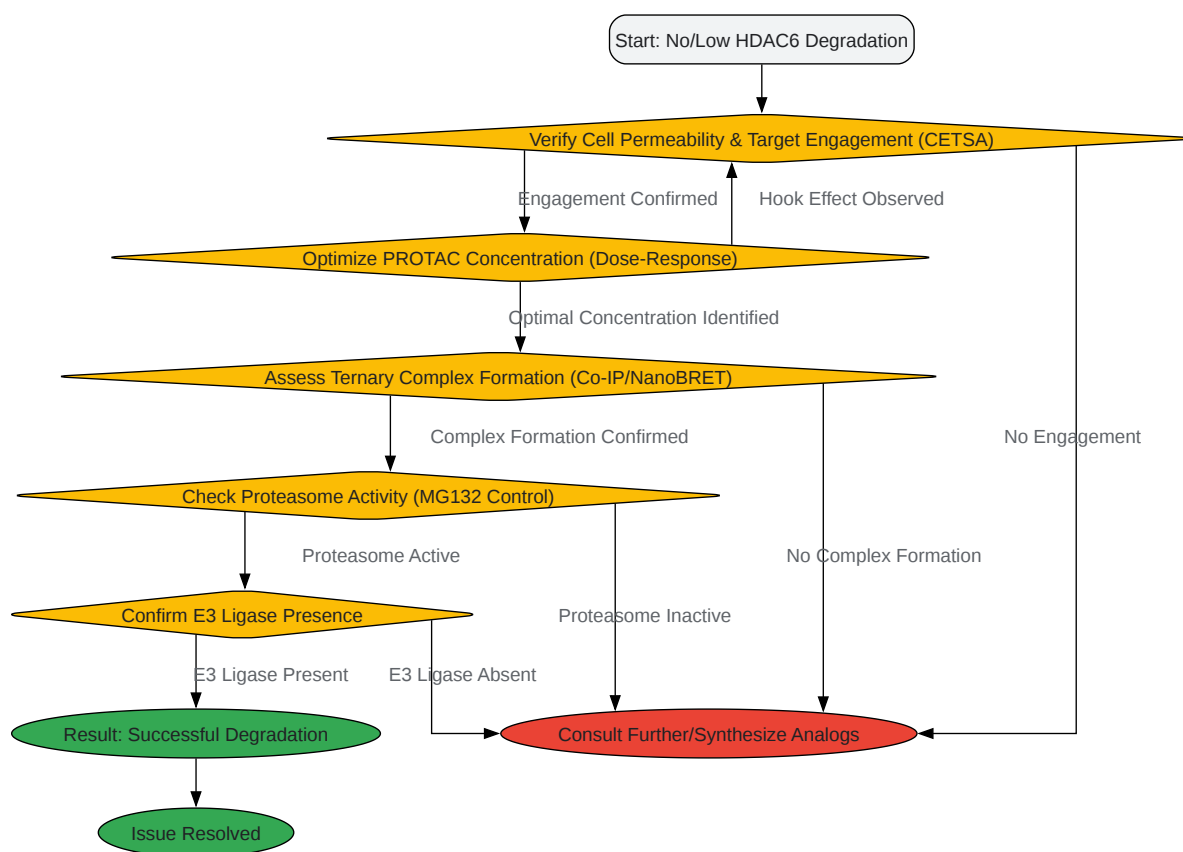 Start: No/Low HDAC6 Degradation
Verify Cell Permeability & Target Engagement (CETSA)
Engagement Confirmed
Hook Effect Observed
Optimize PROTAC Concentration (Dose-Response)
Optimal Concentration Identified
Assess Ternary Complex Formation (Co-IP/NanoBRET)
Complex Formation Confirmed
No Engagement
Check Proteasome Activity (MG132 Control)
Proteasome Active
No Complex Formation
Confirm E3 Ligase Presence
Proteasome Inactive
E3 Ligase Present
E3 Ligase Absent
Result: Successful Degradation
Consult Further/Synthesize Analogs
Issue Resolved